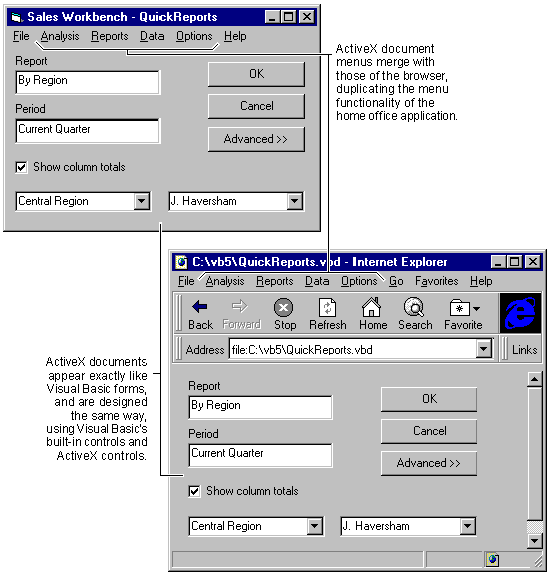 Sales Workbench - QuickReports
File Analysis Reports Data Options Help
Report
By Region
OK
Period
Cancel
Current Quarter
Advanced >>
Show column totals
Central Region
J. Haversham
ActiveX document
menus merge with
those of the browser,
duplicating the menu
functionality of the
home office application.
C:\vb5\QuickReports.vbd - Internet Explorer
File Analysis Reports Data Options Go Favorites Help
Back Forward Stop Refresh Home Search Favorite
Address file:C:\vb5\QuickReports.vbd Links
Report
By Region
OK
Period
Cancel
Current Quarter
Advanced >>
Show column totals
Central Region
J. Haversham
ActiveX documents
appear exactly like
Visual Basic forms,
and are designed
the same way,
using Visual Basic's
built-in controls and
ActiveX controls.